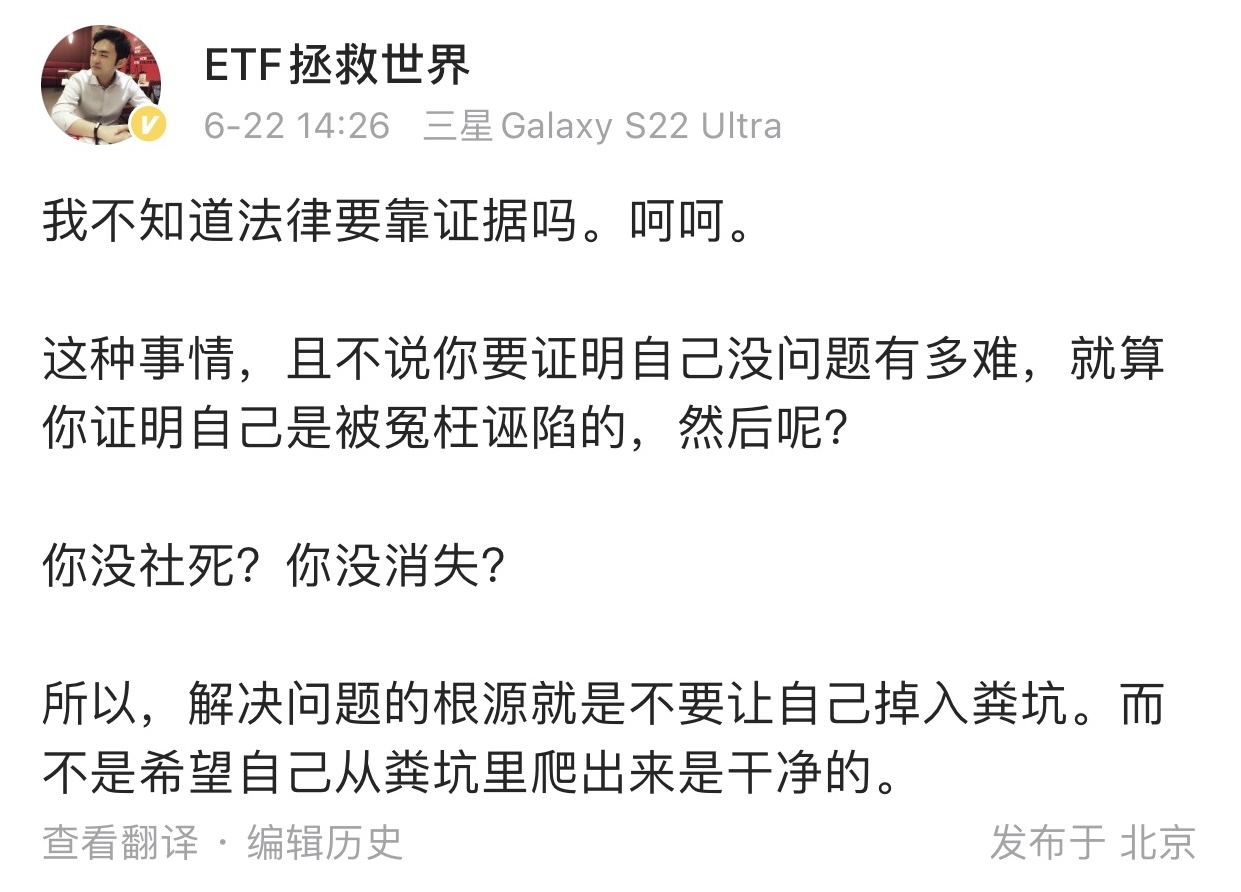 ETF拯救世界
6-22 14:26 三星Galaxy S22 Ultra
我不知道法律要靠证据吗。呵呵。
这种事情，且不说你要证明自己没问题有多难，就算
你证明自己是被冤枉诬陷的，然后呢？
你没社死？你没消失？
所以，解决问题的根源就是不要让自己掉入粪坑。而
不是希望自己从粪坑里爬出来是干净的。
查看翻译 · 编辑历史 发布于 北京